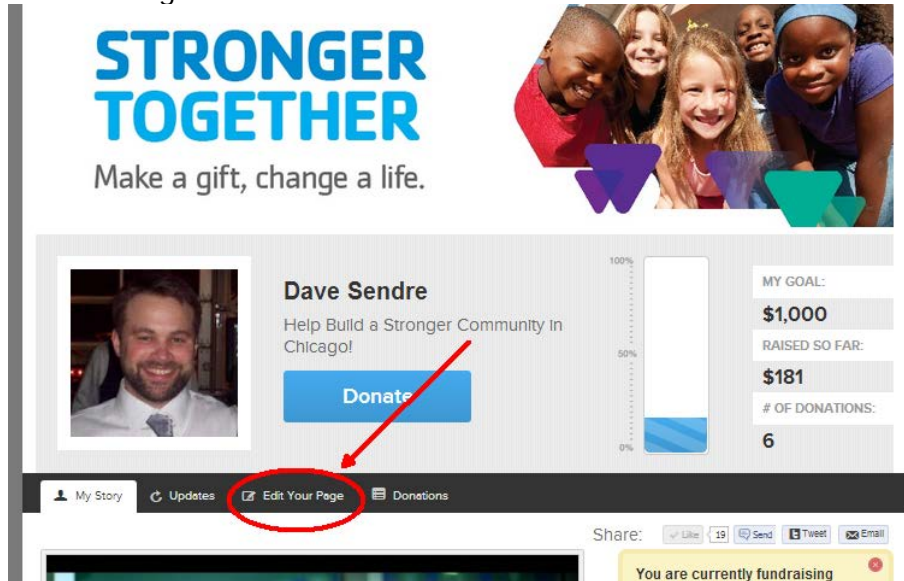 STRONGER
TOGETHER
Make a gift, change a life.
Dave Sendre
Help Build a Stronger Community in
Chicago!
Donate
100%
50%
0%
MY GOAL:
$1,000
RAISED SO FAR:
$181
# OF DONATIONS:
6
My Story
Updates
Edit Your Page
Donations
Share:
Like
19
Send
Tweet
Email
You are currently fundraising